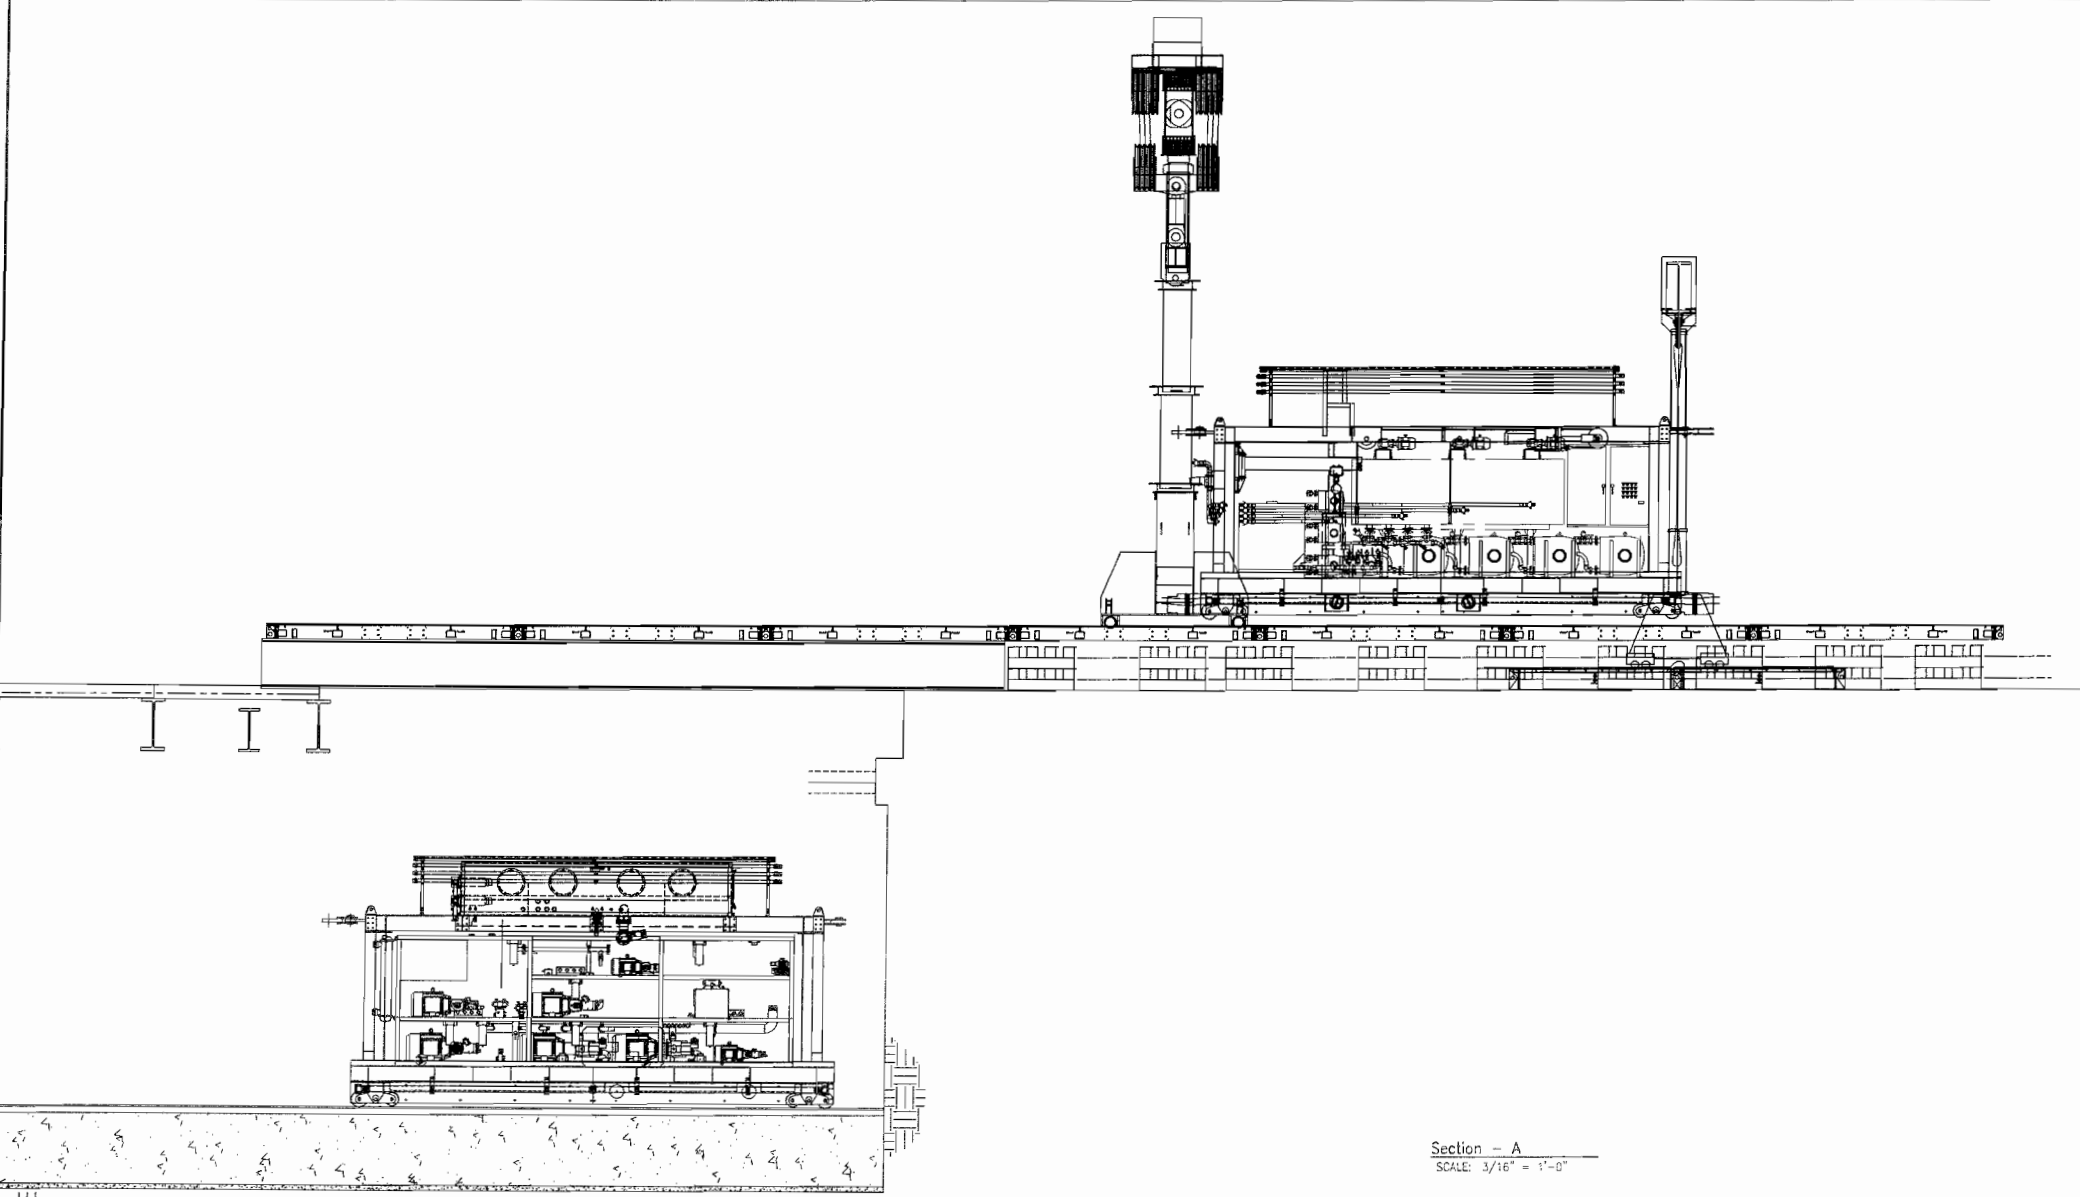 Section - A
SCALE: 3/16" = 1'-0"